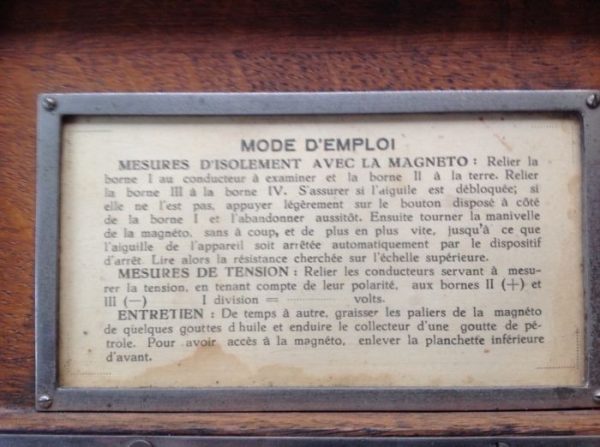 MODE D'EMPLOI
MESURES D'ISOLEMENT AVEC LA MAGNETO : Relier la
borne I au conducteur à examiner et la borne II à la terre. Relier
la borne III à la borne IV. S'assurer si l'aiguile est débloquée; si
elle ne l'est pas, appuyer légèrement sur le bouton disposé à côté
de la borne I et l'abandonner aussitôt. Ensuite tourner la manivelle
de la magnéto, sans à coup, et de plus en plus vite, jusqu'à ce que
l'aiguille de l'appareil soit arrêtée automatiquement par le dispositif
d'arrêt. Lire alors la résistance cherchée sur l'échelle supérieure.
MESURES DE TENSION : Relier les conducteurs servant à mesu-
rer la tension, en tenant compte de leur polarité, aux bornes II (+) et
III (—) I division = .................... volts.
ENTRETIEN : De temps à autre, graisser les paliers de la magnéto
de quelques gouttes d'huile et enduire le collecteur d'une goutte de pé-
trole. Pour avoir accès à la magnéto, enlever la planchette inférieure
d'avant.